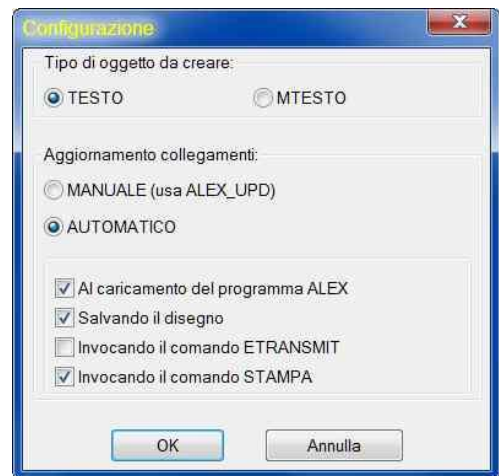 Configurazione
Tipo di oggetto da creare:
TESTO MTESTO
Aggiornamento collegamenti:
MANUALE (usa ALEX_UPD)
AUTOMATICO
Al caricamento del programma ALEX
Salvando il disegno
Invocando il comando ETRANSMIT
Invocando il comando STAMPA
OK Annulla